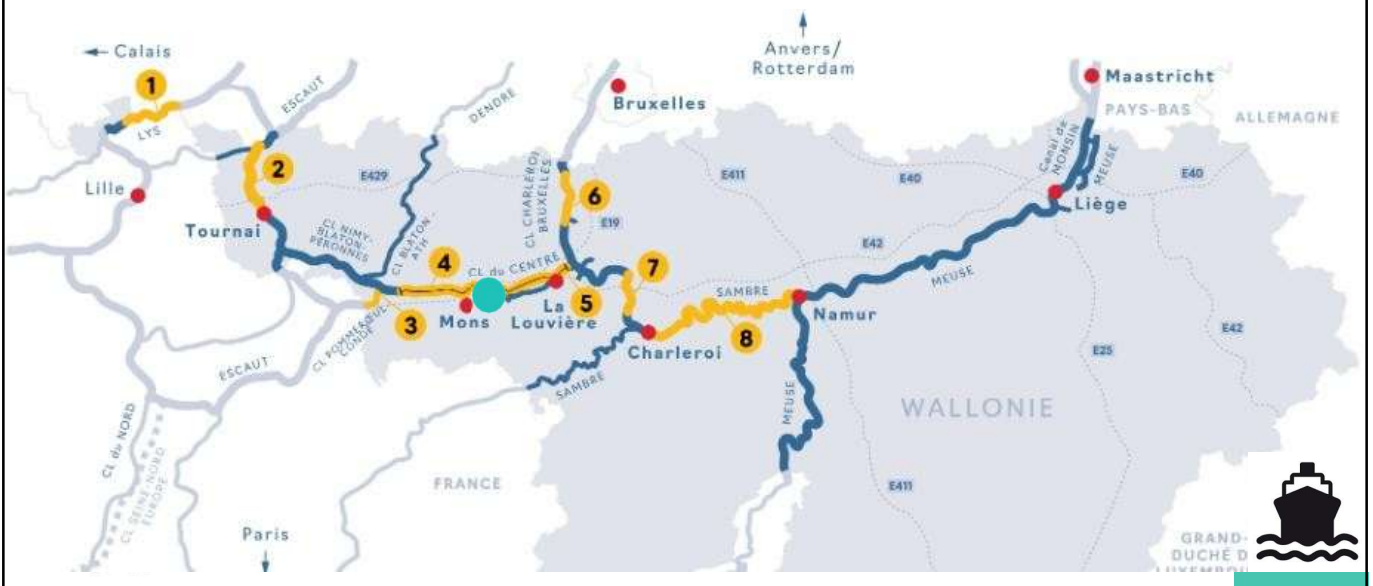 Calais
Anvers/
Rotterdam
Maastricht
1
Bruxelles
ESCAUT
DENDRE
PAYS-BAS
ALLEMAGNE
LYS
Canal de
MONSIN
MEUSE
2
E429
CL CHARLEROI
BRUXELLES
E411
E40
E40
Lille
6
Liège
Tournai
E19
CL NIMY-
BLATON-
PÉRONNES
CL BLATON-
ATH
E42
4
CL du CENTRE
7
MEUSE
5
SAMBRE
3
Mons
La
Louvière
Namur
CL POMMEROEUL-
CONDÉ
8
Charleroi
E42
ESCAUT
E25
SAMBRE
MEUSE
WALLONIE
CL du NORD
CL SEINE-NORD
EUROPE
FRANCE
E411
Paris
GRAND-
DUCHÉ D